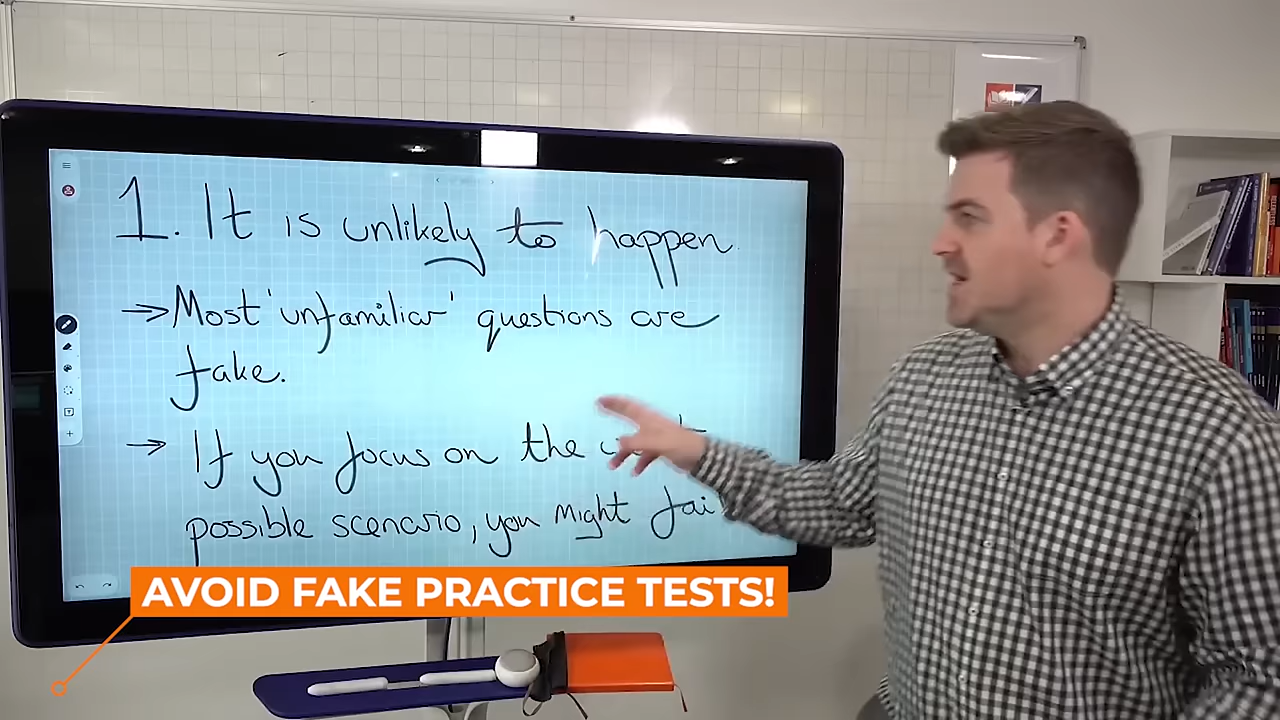 1. It is unlikely to happen.
→ Most 'unfamiliar' questions are
fake.
→ If you focus on the
possible scenario, you might fai
AVOID FAKE PRACTICE TESTS!